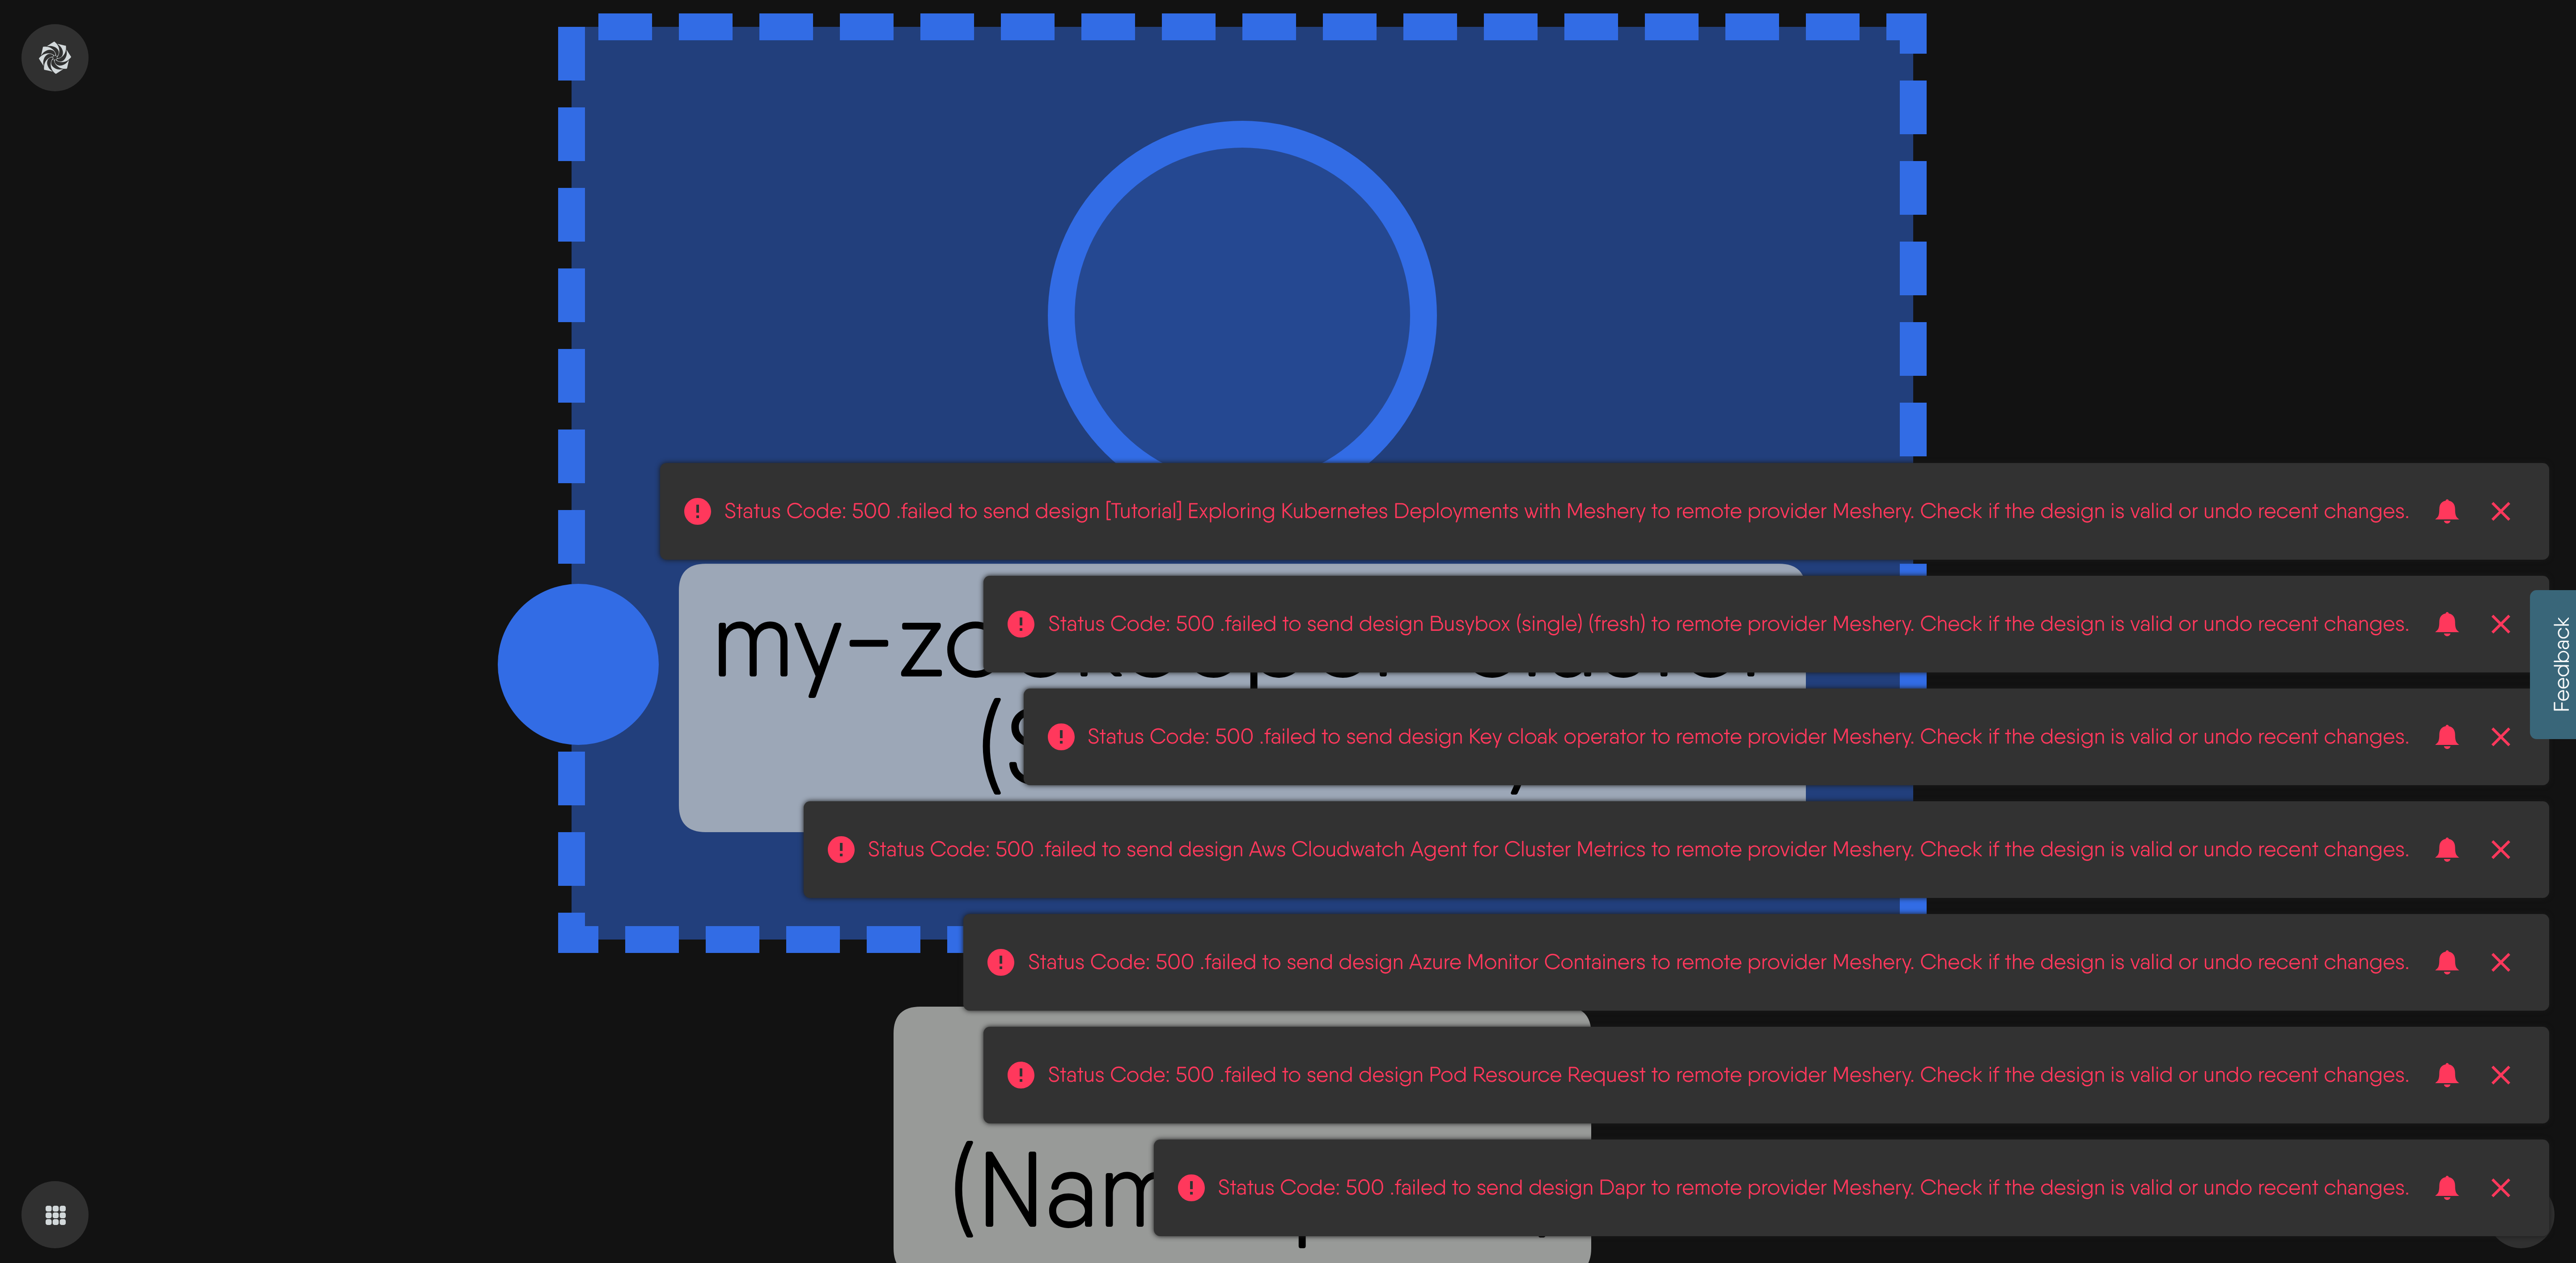 Status Code: 500 .failed to send design [Tutorial] Exploring Kubernetes Deployments with Meshery to remote provider Meshery. Check if the design is valid or undo recent changes.
Status Code: 500 .failed to send design Busybox (single) (fresh) to remote provider Meshery. Check if the design is valid or undo recent changes.
Feedback
Status Code: 500 .failed to send design Key cloak operator to remote provider Meshery. Check if the design is valid or undo recent changes.
Status Code: 500 .failed to send design Aws Cloudwatch Agent for Cluster Metrics to remote provider Meshery. Check if the design is valid or undo recent changes.
Status Code: 500 .failed to send design Azure Monitor Containers to remote provider Meshery. Check if the design is valid or undo recent changes.
Status Code: 500 .failed to send design Pod Resource Request to remote provider Meshery. Check if the design is valid or undo recent changes.
Status Code: 500 .failed to send design Dapr to remote provider Meshery. Check if the design is valid or undo recent changes.